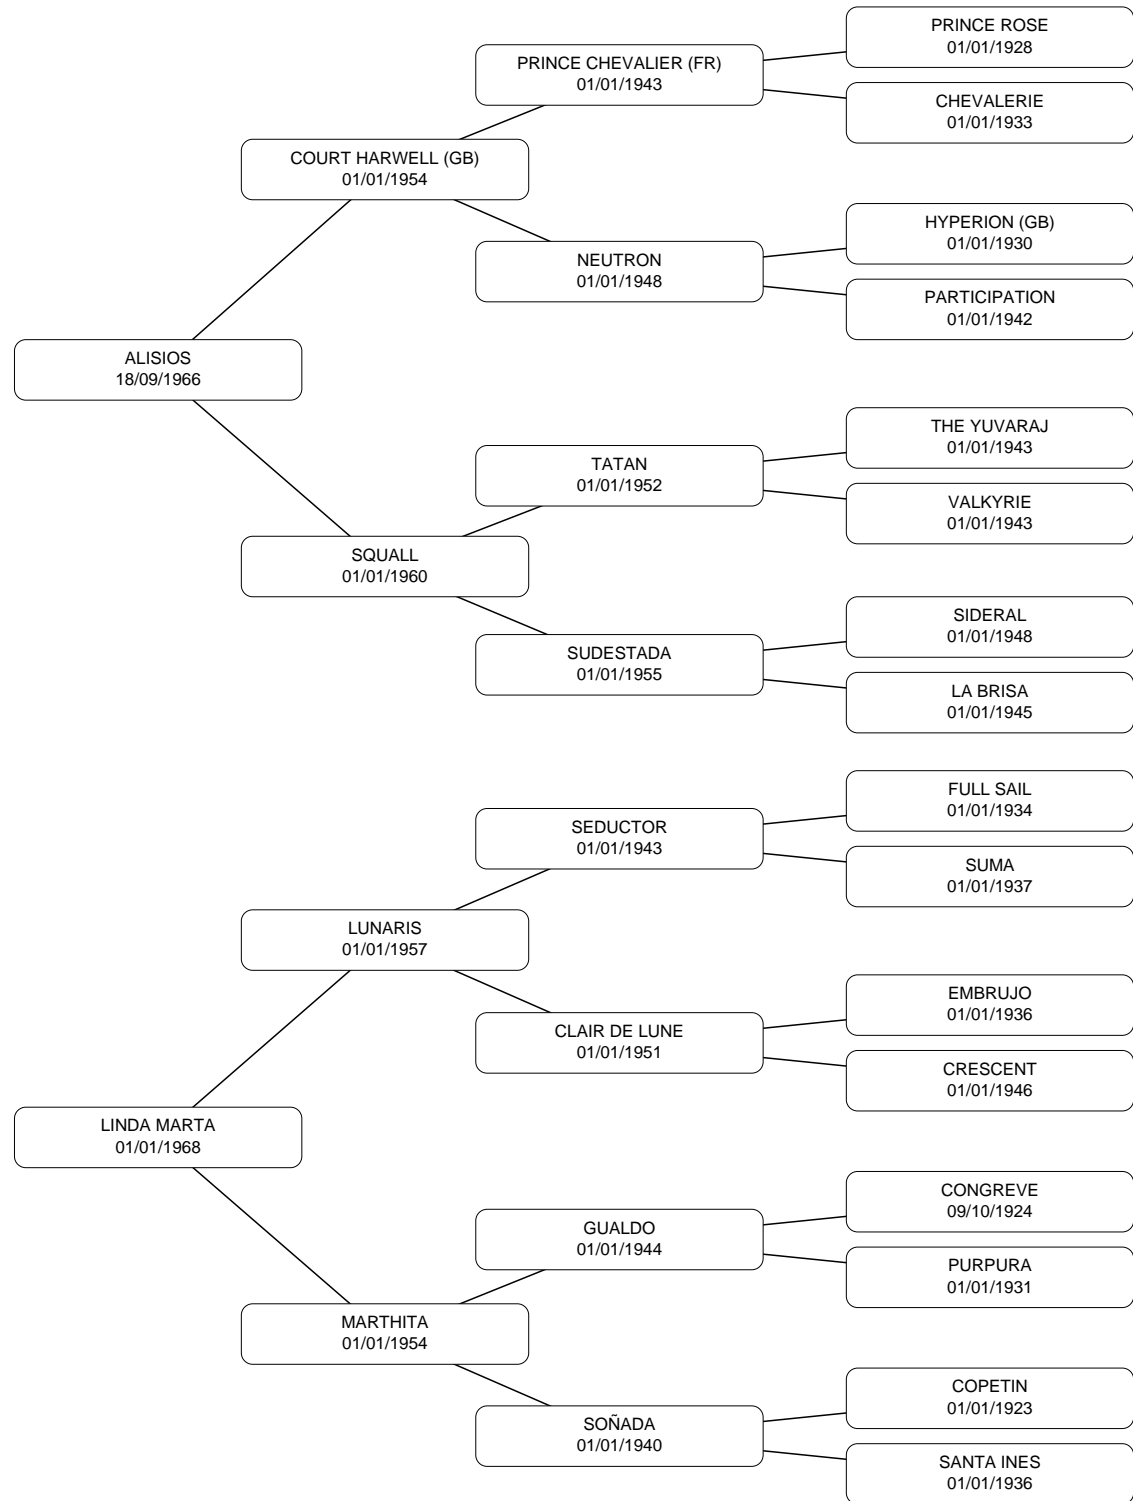 PRINCE ROSE
01/01/1928
PRINCE CHEVALIER (FR)
01/01/1943
CHEVALERIE
01/01/1933
COURT HARWELL (GB)
01/01/1954
HYPERION (GB)
01/01/1930
NEUTRON
01/01/1948
PARTICIPATION
01/01/1942
ALISIOS
18/09/1966
THE YUVARAJ
01/01/1943
TATAN
01/01/1952
VALKYRIE
01/01/1943
SQUALL
01/01/1960
SIDERAL
01/01/1948
SUDESTADA
01/01/1955
LA BRISA
01/01/1945
FULL SAIL
01/01/1934
SEDUCTOR
01/01/1943
SUMA
01/01/1937
LUNARIS
01/01/1957
EMBRUJO
01/01/1936
CLAIR DE LUNE
01/01/1951
CRESCENT
01/01/1946
LINDA MARTA
01/01/1968
CONGREVE
09/10/1924
GUALDO
01/01/1944
PURPURA
01/01/1931
MARTHITA
01/01/1954
COPETIN
01/01/1923
SOÑADA
01/01/1940
SANTA INES
01/01/1936